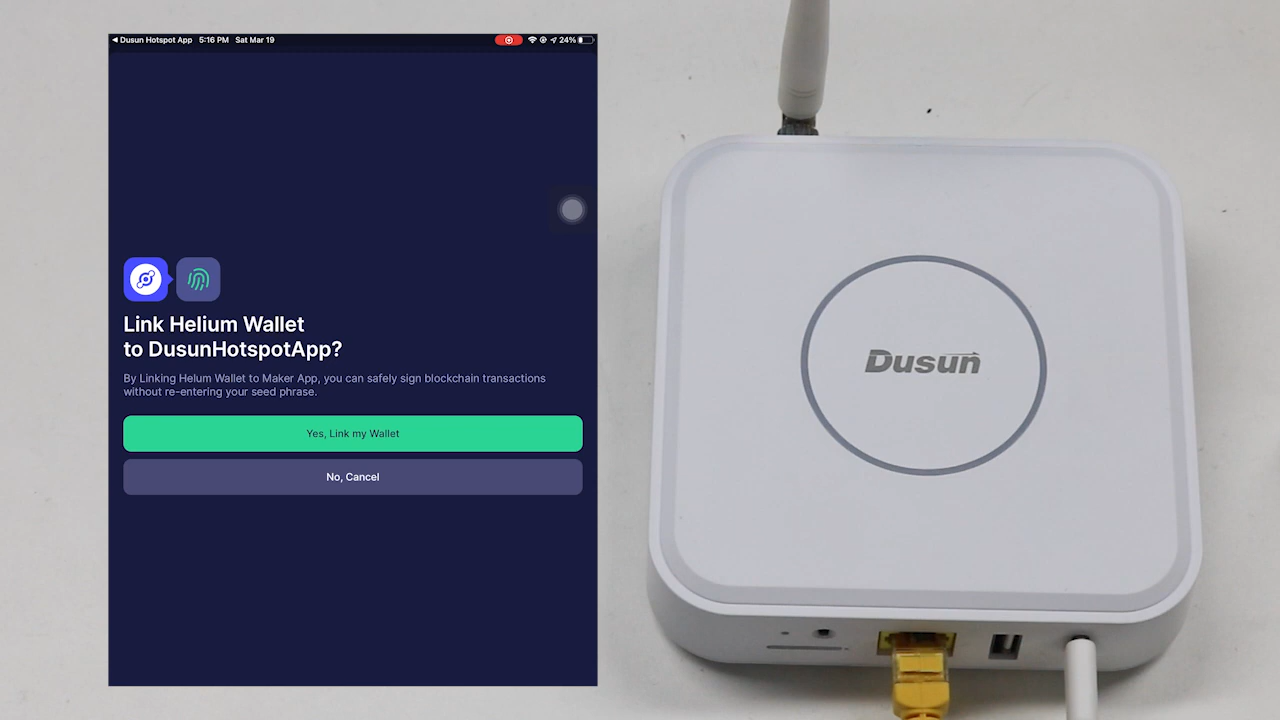 Dusun Hotspot App 5:16 PM Sat Mar 19 24%
Link Helium Wallet
to DusunHotspotApp?
By Linking Helum Wallet to Maker App, you can safely sign blockchain transactions
without re-entering your seed phrase.
Yes, Link my Wallet
No, Cancel
Dusun